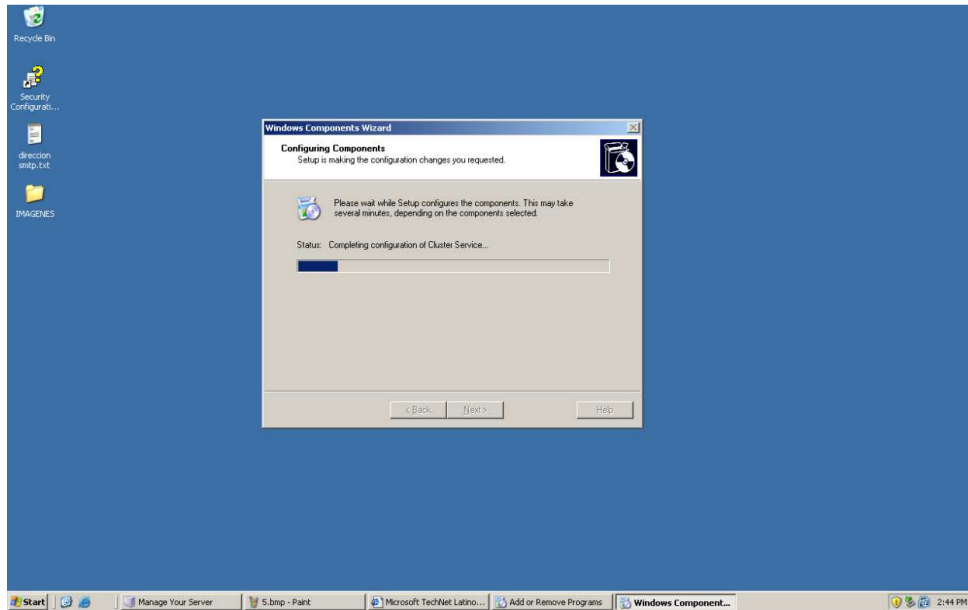 Recycle Bin
Security
Configurati...
direccion
smtp.txt
IMAGENES
Windows Components Wizard
Configuring Components
Setup is making the configuration changes you requested.
Please wait while Setup configures the components. This may take
several minutes, depending on the components selected.
Status: Completing configuration of Cluster Service...
< Back Next > Help
Start Manage Your Server 5.bmp - Paint Microsoft TechNet Latino... Add or Remove Programs Windows Component... 2:44 PM